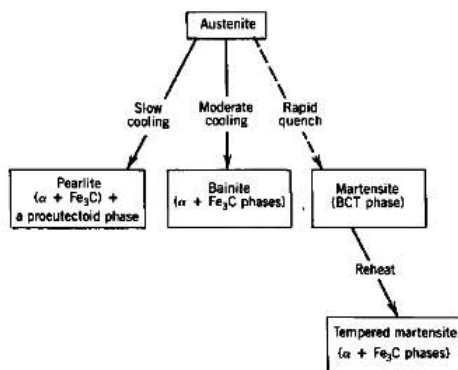 Austenite
Slow
cooling
Moderate
cooling
Rapid
quench
Pearlite
(α + Fe₃C) +
a proeutectoid phase
Bainite
(α + Fe₃C phases)
Martensite
(BCT phase)
Reheat
Tempered martensite
(α + Fe₃C phases)